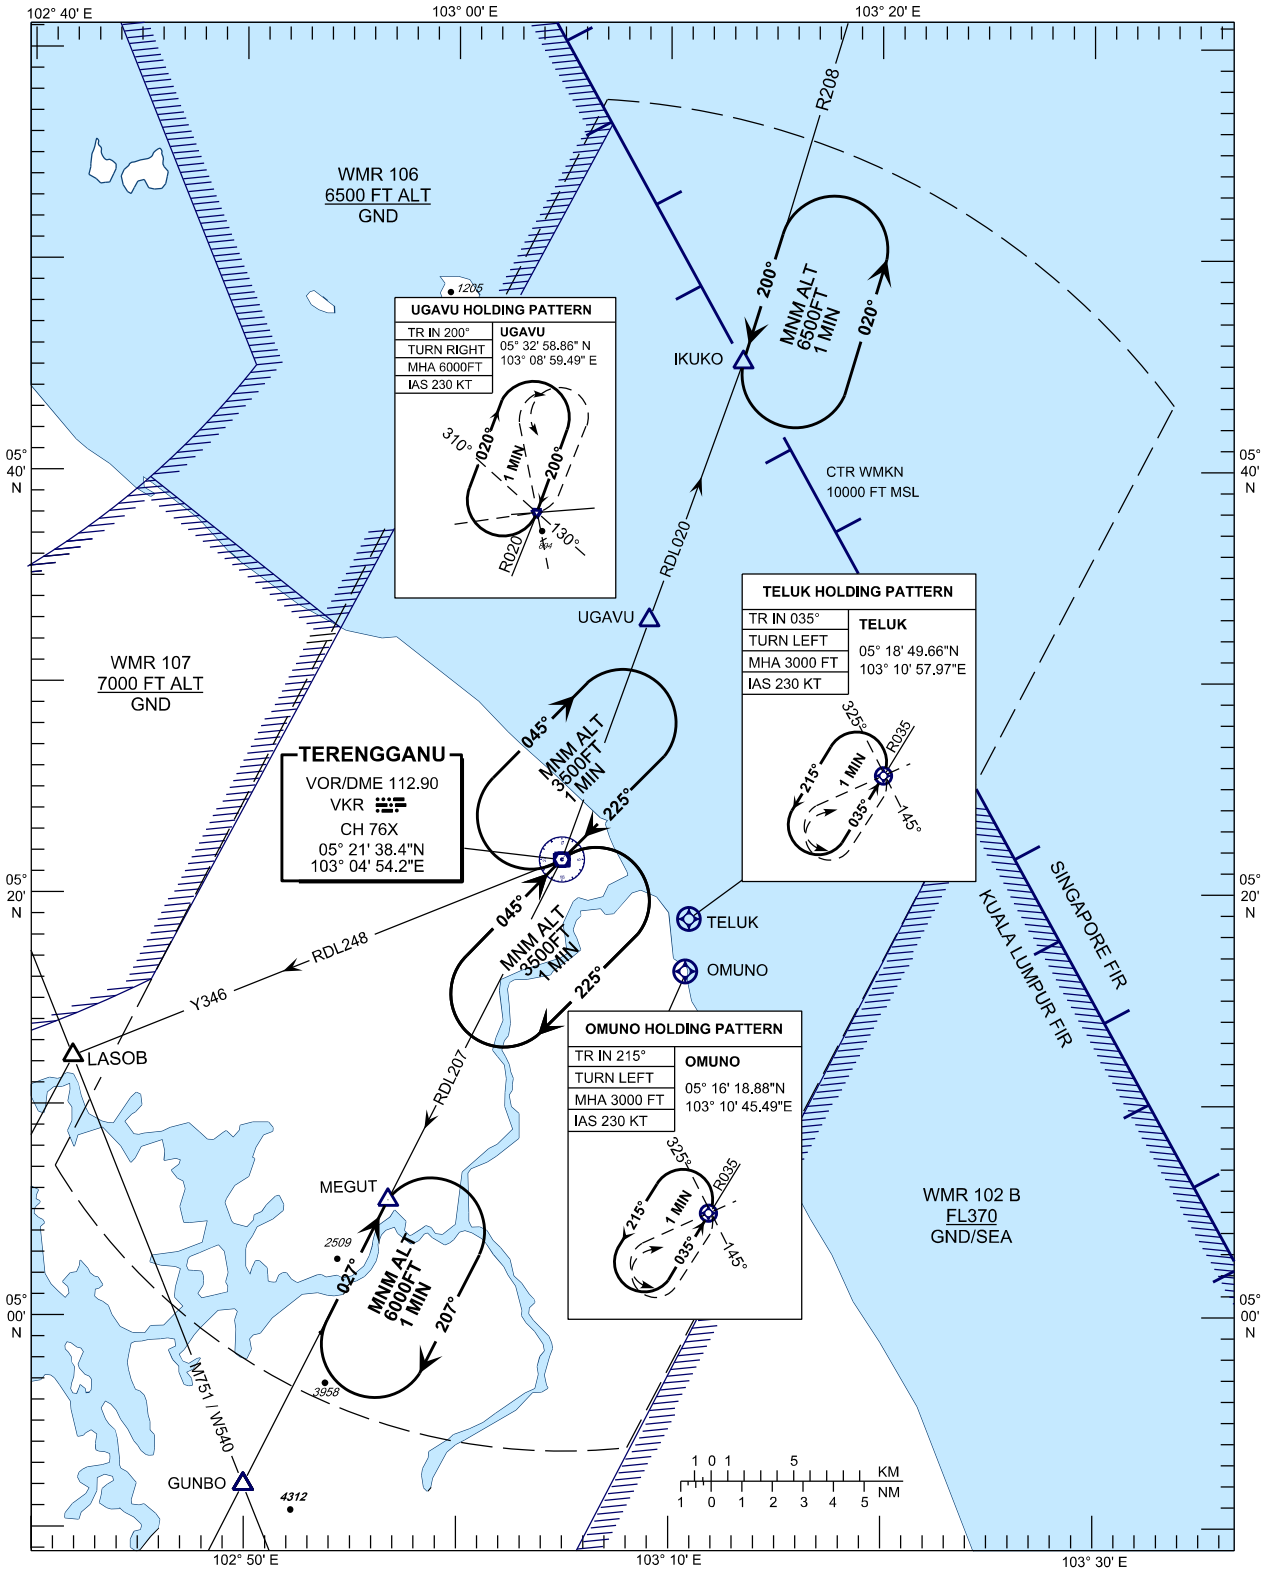 102° 40' E
103° 00' E
103° 20' E
R208
WMR 106
6500 FT ALT
GND
1205
UGAVU HOLDING PATTERN
TR IN 200°
TURN RIGHT
MHA 6000FT
IAS 230 KT
UGAVU
05° 32' 58.86" N
103° 08' 59.49" E
310°
020°
1 MIN
200°
130°
R020
200°
MNM ALT
6500FT
1 MIN
020°
IKUKO
05°
40'
N
05°
40'
N
CTR WMKN
10000 FT MSL
RDL020
UGAVU
TELUK HOLDING PATTERN
TR IN 035°
TURN LEFT
MHA 3000 FT
IAS 230 KT
TELUK
05° 18' 49.66"N
103° 10' 57.97"E
325°
R035
215°
1 MIN
035°
145°
WMR 107
7000 FT ALT
GND
045°
MNM ALT
3500FT
1 MIN
225°
TERENGGANU
VOR/DME 112.90
VKR
CH 76X
05° 21' 38.4"N
103° 04' 54.2"E
05°
20'
N
05°
20'
N
045°
MNM ALT
3500FT
1 MIN
225°
TELUK
OMUNO
SINGAPORE FIR
KUALA LUMPUR FIR
RDL248
Y346
LASOB
RDL207
OMUNO HOLDING PATTERN
TR IN 215°
TURN LEFT
MHA 3000 FT
IAS 230 KT
OMUNO
05° 16' 18.88"N
103° 10' 45.49"E
325°
R035
215°
1 MIN
035°
145°
MEGUT
2509
027°
MNM ALT
6000FT
1 MIN
207°
WMR 102 B
FL370
GND/SEA
05°
00'
N
05°
00'
N
3958
M751 / W540
GUNBO
4312
1 0 1 5 KM
1 0 1 2 3 4 5 NM
102° 50' E
103° 10' E
103° 30' E